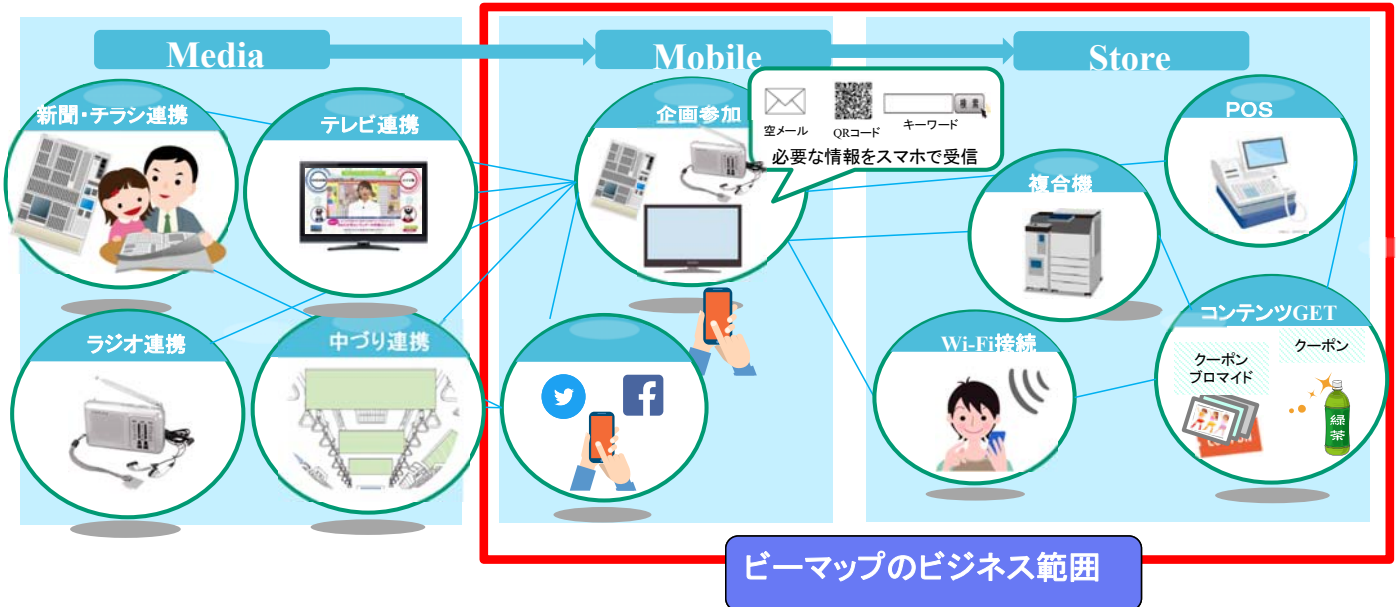 Media
Mobile
Store
新聞・チラシ連携
テレビ連携
ラジオ連携
中づり連携
企画参加
空メール
QRコード
検索
キーワード
必要な情報をスマホで受信
POS
複合機
Wi-Fi接続
コンテンツGET
クーポン
ブロマイド
クーポン
緑
茶
ビーマップのビジネス範囲